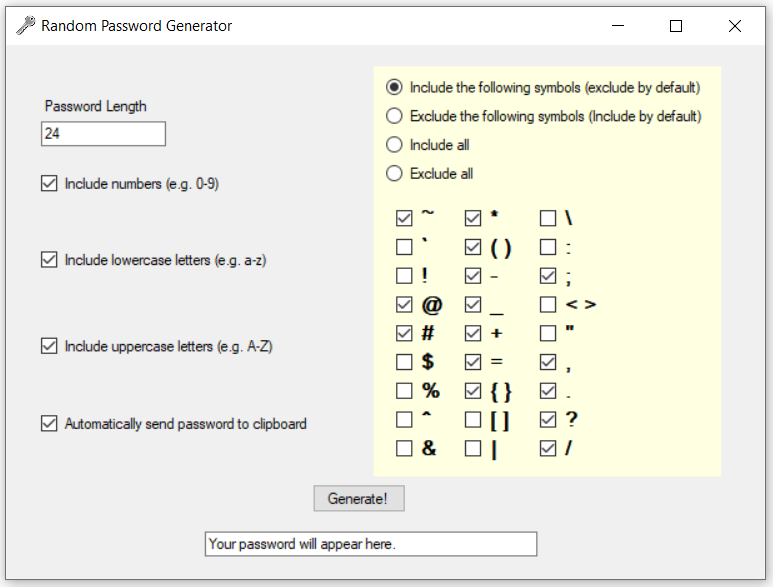 Random Password Generator
Password Length
24
Include numbers (e.g. 0-9)
Include lowercase letters (e.g. a-z)
Include uppercase letters (e.g. A-Z)
Automatically send password to clipboard
Include the following symbols (exclude by default)
Exclude the following symbols (Include by default)
Include all
Exclude all
~ * \
` ( ) :
! - ;
@ _ < >
# + "
$ = ,
% { } .
^ [ ] ?
& | /
Generate!
Your password will appear here.